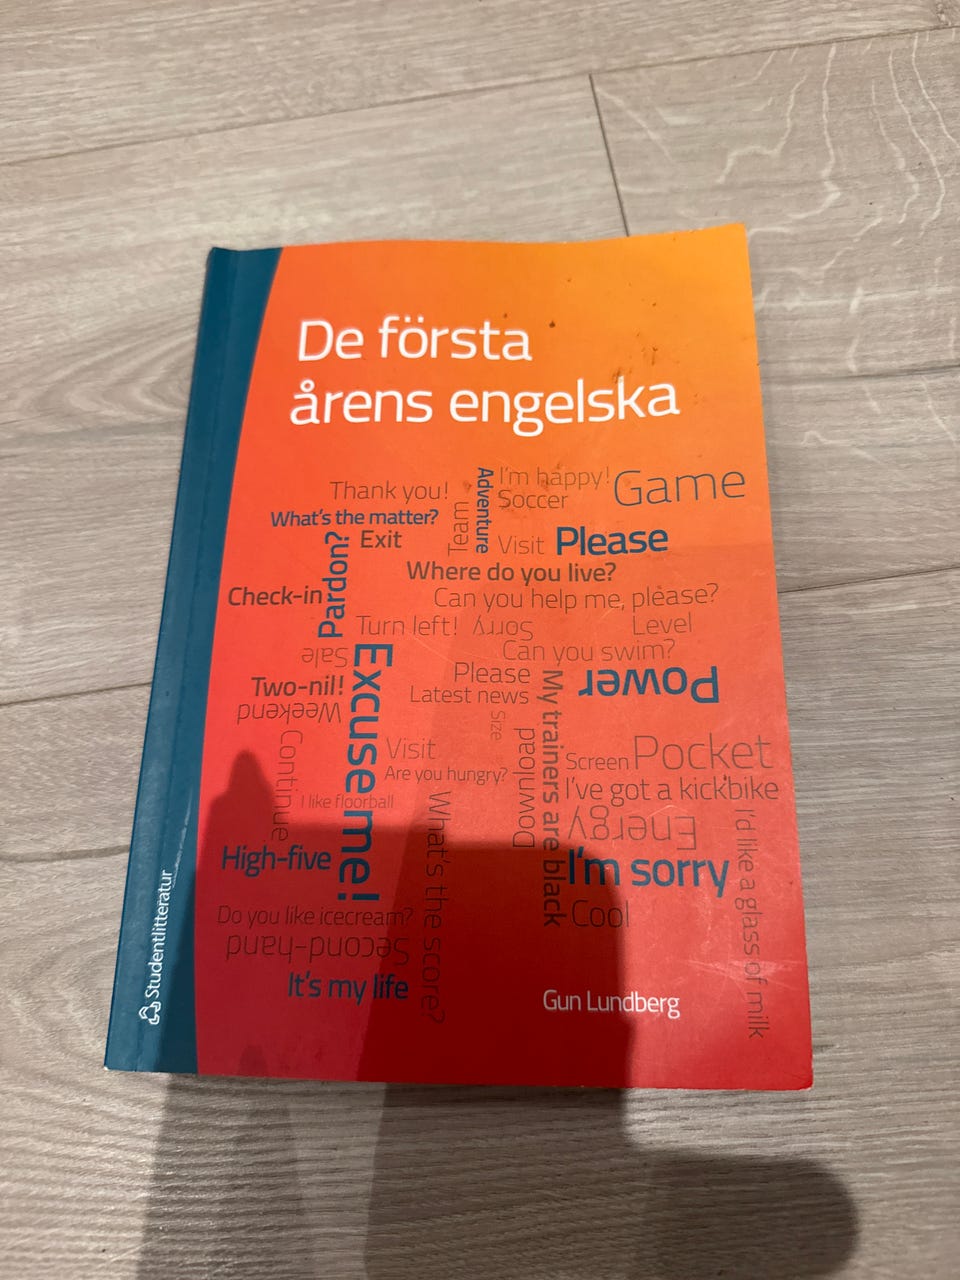 De första
årens engelska
Thank you!
Adventure
I'm happy!
Game
What's the matter?
Team
Soccer
Pardon?
Exit
Visit
Please
Where do you live?
Check-in
Can you help me, please?
Turn left!
Sorry
Level
Sale
Excuse me!
Can you swim?
Two-nil!
Please
Power
Weekend
Latest news
My trainers are black
Size
Continue
Visit
Download
Screen
Pocket
Are you hungry?
I've got a kickbike
I like floorball
What's the score?
Energy
I'd like a glass of milk
High-five
I'm sorry
Do you like icecream?
Cool
Second-hand
It's my life
Gun Lundberg
Studentlitteratur